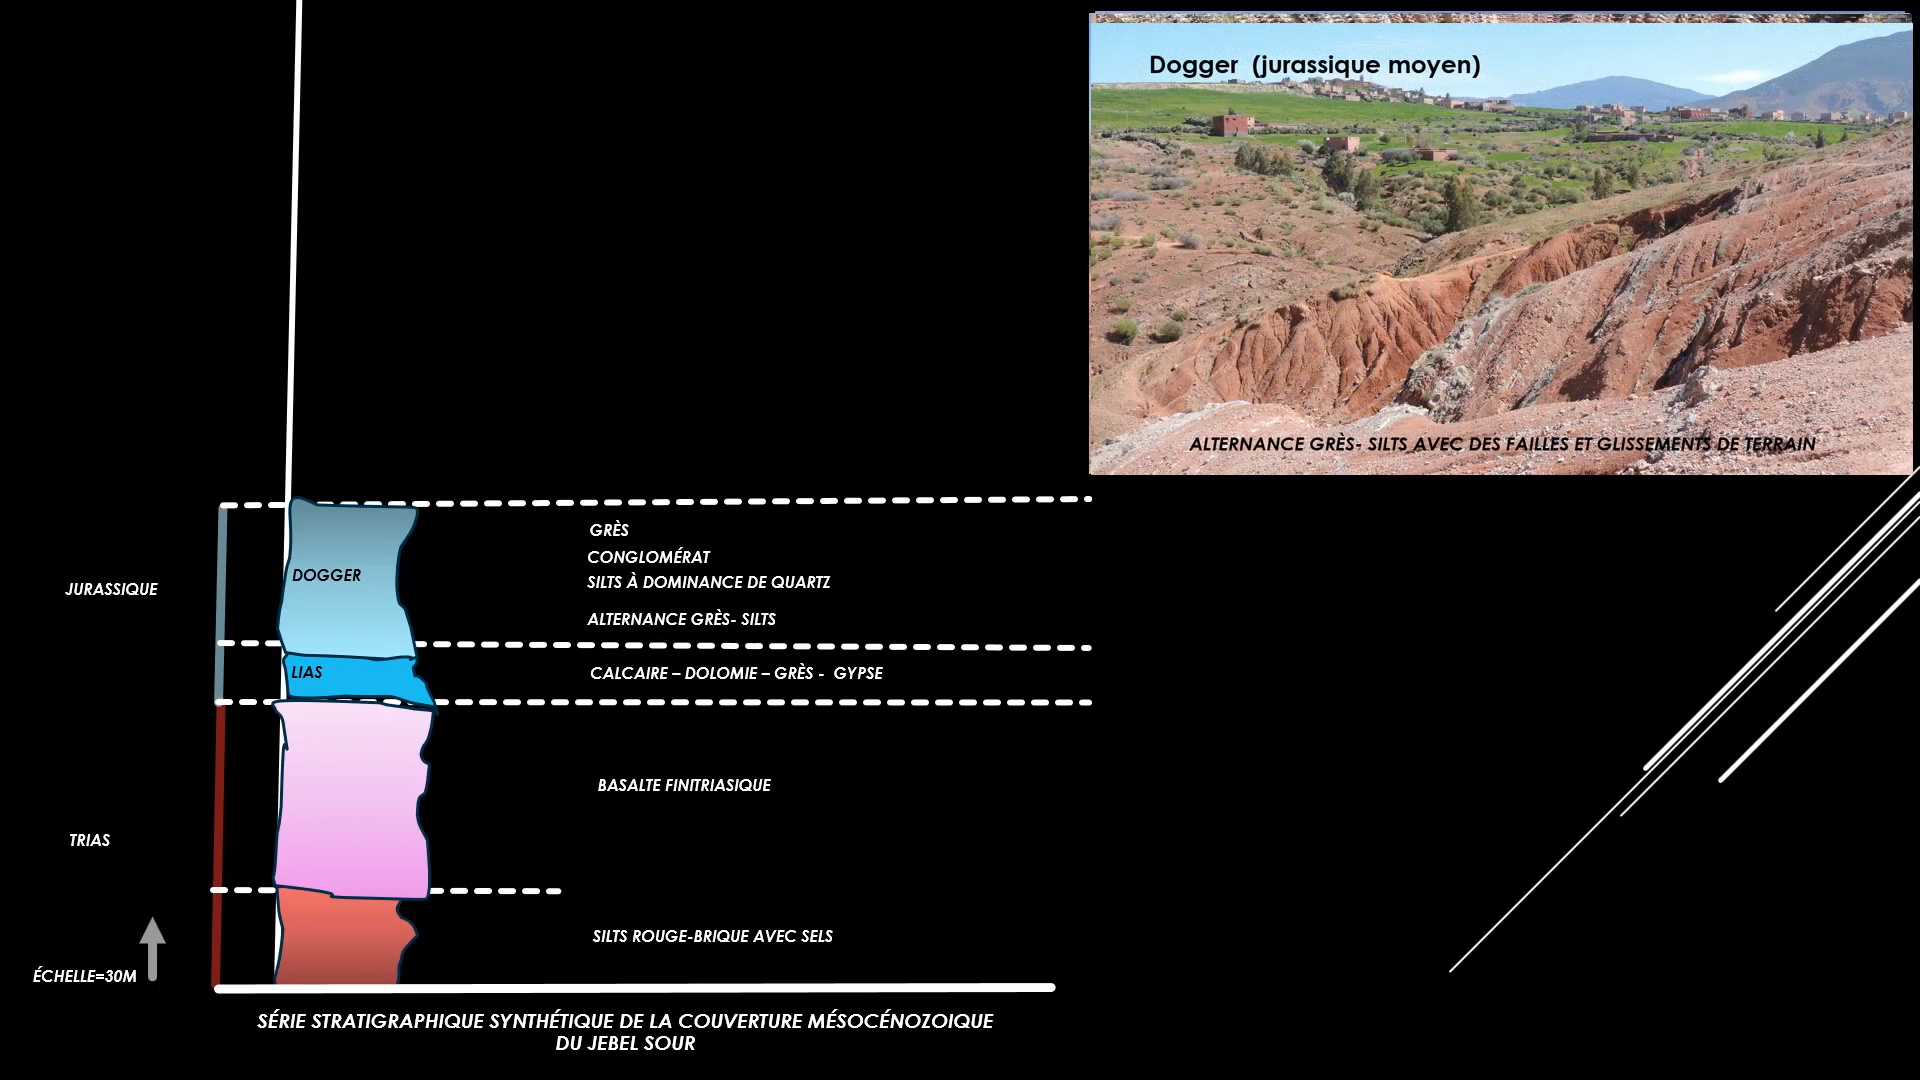 Dogger (jurassique moyen)
ALTERNANCE GRÈS- SILTS AVEC DES FAILLES ET GLISSEMENTS DE TERRAIN
JURASSIQUE
DOGGER
GRÈS
CONGLOMÉRAT
SILTS À DOMINANCE DE QUARTZ
ALTERNANCE GRÈS- SILTS
LIAS
CALCAIRE – DOLOMIE – GRÈS - GYPSE
BASALTE FINITRIASIQUE
TRIAS
SILTS ROUGE-BRIQUE AVEC SELS
ÉCHELLE=30M
SÉRIE STRATIGRAPHIQUE SYNTHÉTIQUE DE LA COUVERTURE MÉSOCÉNOZOIQUE
DU JEBEL SOUR